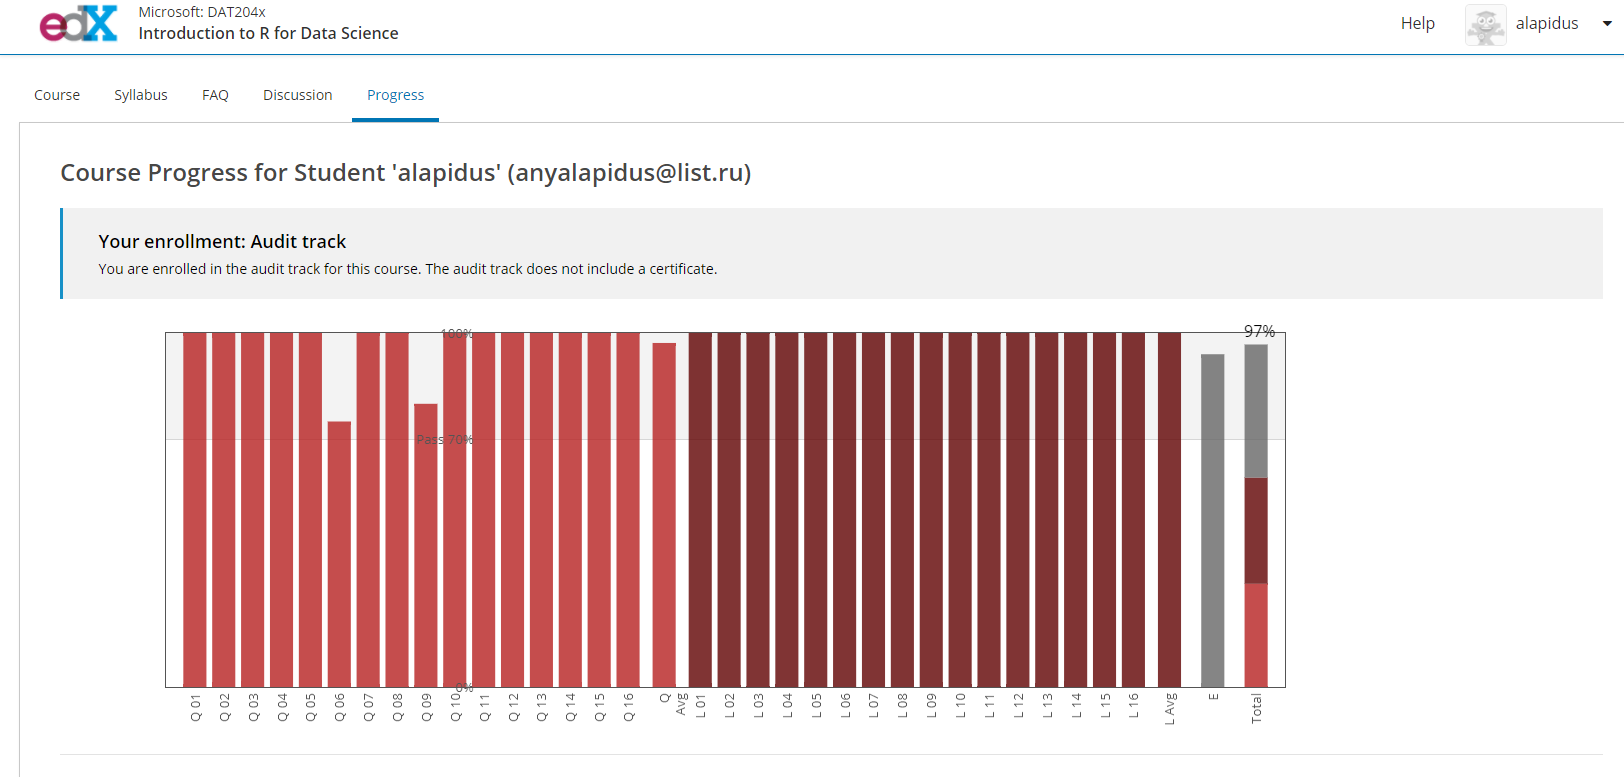 edX
Microsoft: DAT204x
Introduction to R for Data Science
Help
alapidus
Course
Syllabus
FAQ
Discussion
Progress
Course Progress for Student 'alapidus' (anyalapidus@list.ru)
Your enrollment: Audit track
You are enrolled in the audit track for this course. The audit track does not include a certificate.
100%
97%
Pass 70%
0%
Q 01
Q 02
Q 03
Q 04
Q 05
Q 06
Q 07
Q 08
Q 09
Q 10
Q 11
Q 12
Q 13
Q 14
Q 15
Q 16
Q
Avg
L 01
L 02
L 03
L 04
L 05
L 06
L 07
L 08
L 09
L 10
L 11
L 12
L 13
L 14
L 15
L 16
L Avg
E
Total